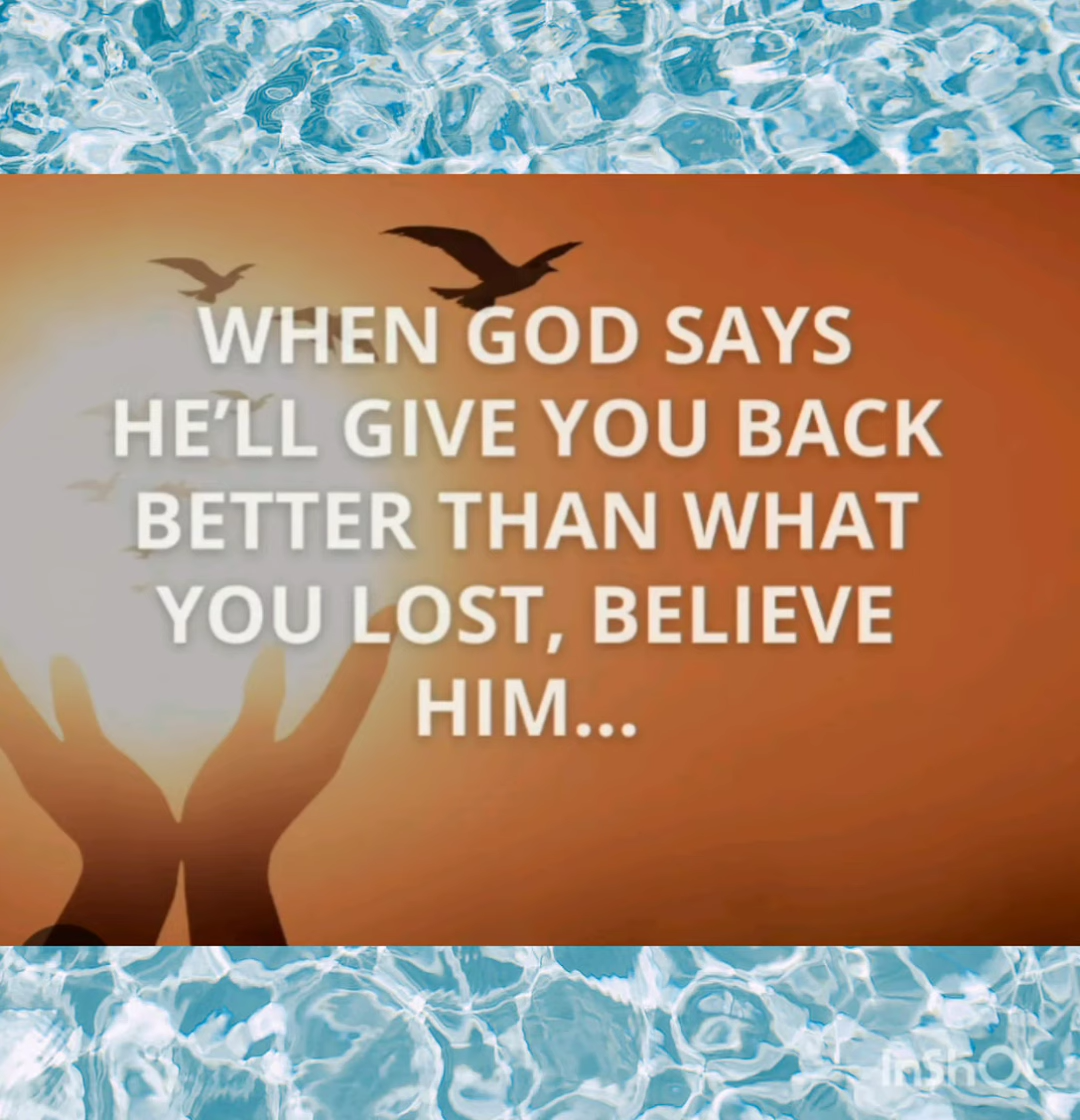 WHEN GOD SAYS
HE’LL GIVE YOU BACK
BETTER THAN WHAT
YOU LOST, BELIEVE
HIM...
InShOt